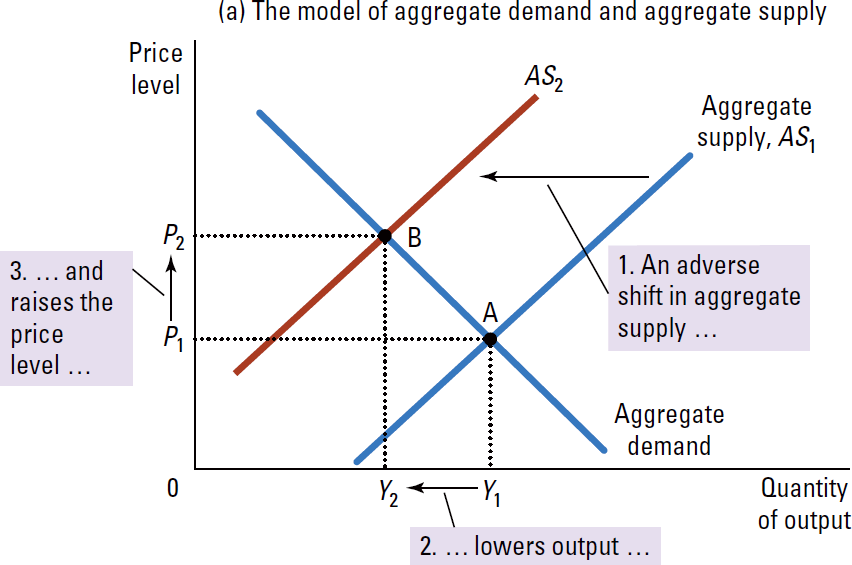 (a) The model of aggregate demand and aggregate supply
Price
level
AS₂
Aggregate
supply, AS₁
P₂
B
3. … and
raises the
price
level …
1. An adverse
shift in aggregate
supply …
P₁
A
Aggregate
demand
0
Y₂
Y₁
Quantity
of output
2. … lowers output …